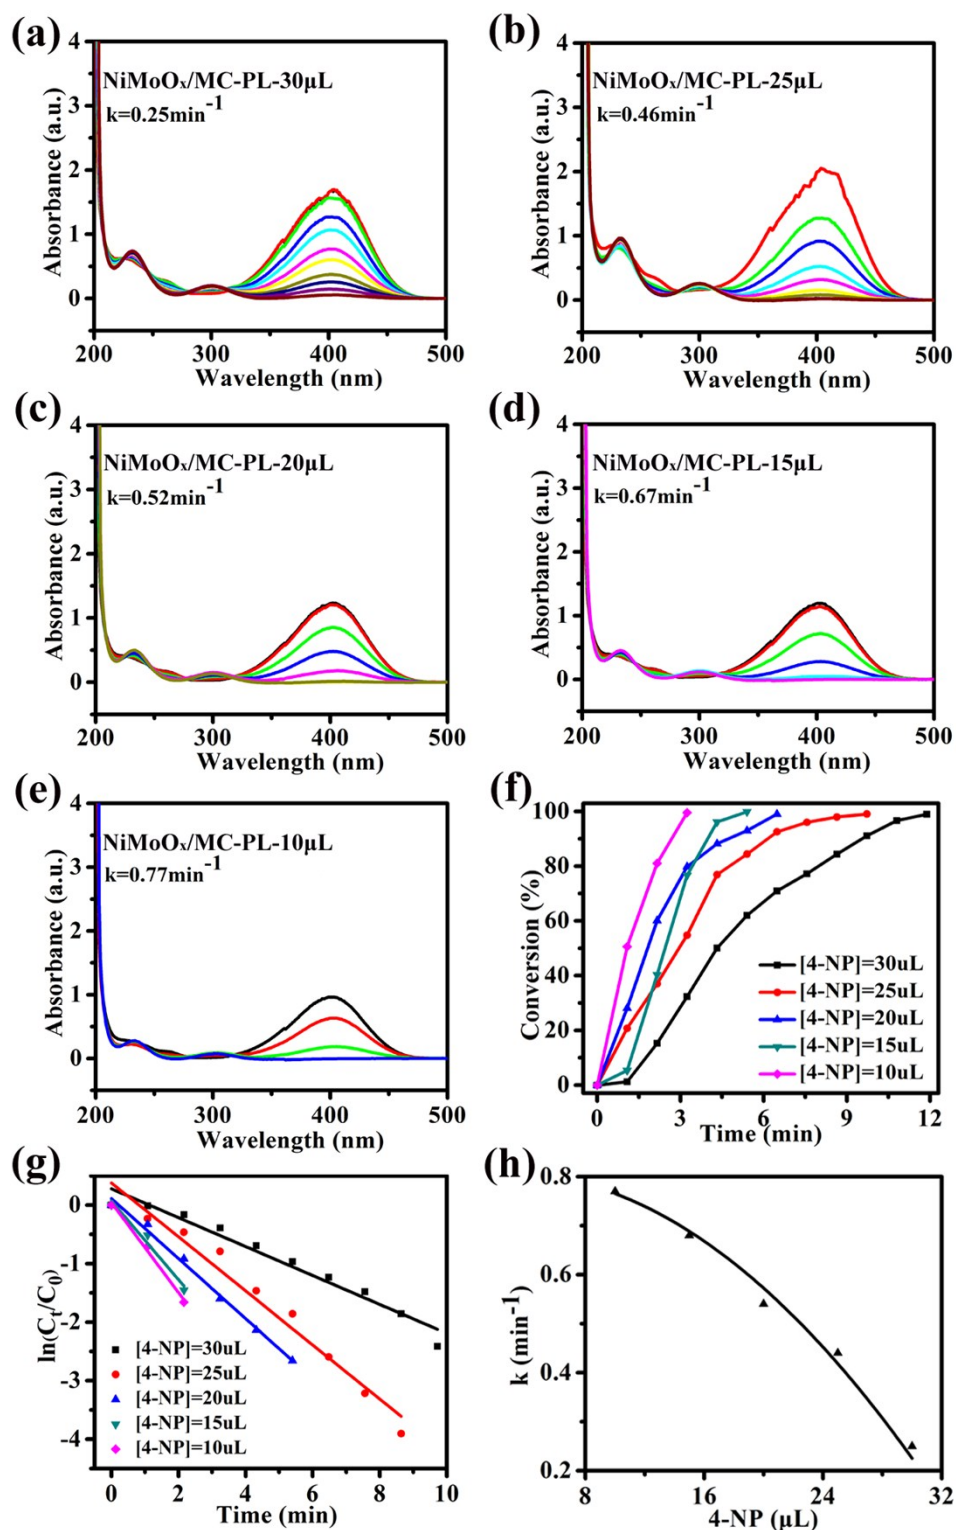 (a)
4
3
2
1
0
200
300
400
500
Absorbance (a.u.)
Wavelength (nm)
NiMoOₓ/MC-PL-30μL
k=0.25min⁻¹
(b)
4
3
2
1
0
200
300
400
500
Absorbance (a.u.)
Wavelength (nm)
NiMoOₓ/MC-PL-25μL
k=0.46min⁻¹
(c)
4
3
2
1
0
200
300
400
500
Absorbance (a.u.)
Wavelength (nm)
NiMoOₓ/MC-PL-20μL
k=0.52min⁻¹
(d)
4
3
2
1
0
200
300
400
500
Absorbance (a.u.)
Wavelength (nm)
NiMoOₓ/MC-PL-15μL
k=0.67min⁻¹
(e)
4
3
2
1
0
200
300
400
500
Absorbance (a.u.)
Wavelength (nm)
NiMoOₓ/MC-PL-10μL
k=0.77min⁻¹
(f)
100
80
60
40
20
0
0
3
6
9
12
Conversion (%)
Time (min)
[4-NP]=30uL
[4-NP]=25uL
[4-NP]=20uL
[4-NP]=15uL
[4-NP]=10uL
(g)
0
-1
-2
-3
-4
0
2
4
6
8
10
ln(Cₜ/C₀)
Time (min)
[4-NP]=30uL
[4-NP]=25uL
[4-NP]=20uL
[4-NP]=15uL
[4-NP]=10uL
(h)
0.8
0.6
0.4
0.2
8
16
24
32
k (min⁻¹)
4-NP (μL)